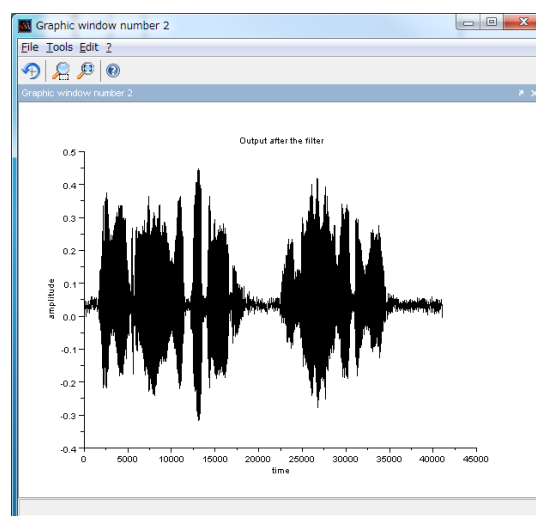 Graphic window number 2
File Tools Edit ?
Graphic window number 2
Output after the filter
0.5
0.4
0.3
0.2
0.1
0.0
-0.1
-0.2
-0.3
-0.4
amplitude
0 5000 10000 15000 20000 25000 30000 35000 40000 45000
time